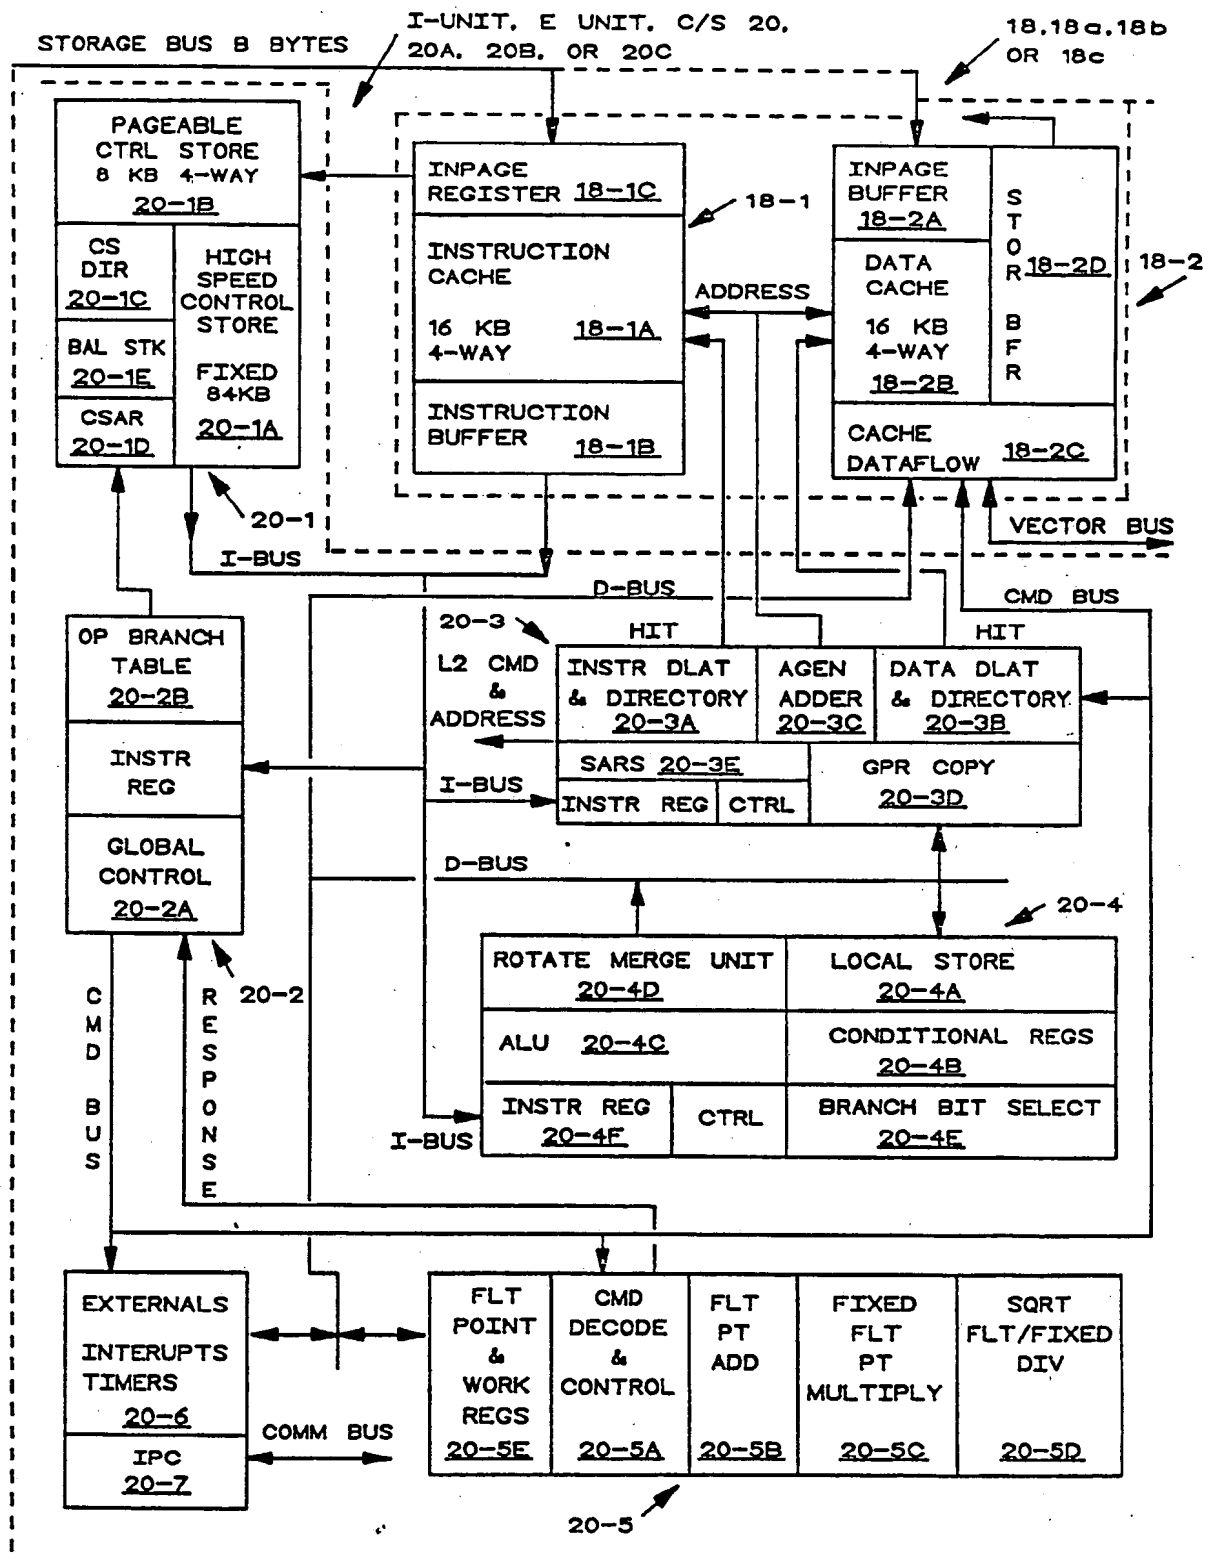 I-UNIT, E UNIT, C/S 20,
20A, 20B, OR 20C
STORAGE BUS 8 BYTES
18,18a,18b
OR 18c
PAGEABLE
CTRL STORE
8 KB 4-WAY
20-1B
CS
DIR
20-1C
BAL STK
20-1E
CSAR
20-1D
HIGH
SPEED
CONTROL
STORE
FIXED
84KB
20-1A
20-1
INPAGE
REGISTER 18-1C
INSTRUCTION
CACHE
16 KB 18-1A
4-WAY
INSTRUCTION
BUFFER 18-1B
18-1
ADDRESS
INPAGE
BUFFER
18-2A
DATA
CACHE
16 KB
4-WAY
18-2B
STOR BFR
18-2D
CACHE
DATAFLOW 18-2C
18-2
VECTOR BUS
I-BUS
D-BUS
CMD BUS
OP BRANCH
TABLE
20-2B
INSTR
REG
GLOBAL
CONTROL
20-2A
20-2
20-3
HIT
HIT
L2 CMD
&
ADDRESS
INSTR DLAT
& DIRECTORY
20-3A
AGEN
ADDER
20-3C
DATA DLAT
& DIRECTORY
20-3B
SARS 20-3E
INSTR REG
CTRL
GPR COPY
20-3D
I-BUS
D-BUS
20-4
ROTATE MERGE UNIT
20-4D
LOCAL STORE
20-4A
ALU 20-4C
CONDITIONAL REGS
20-4B
INSTR REG
20-4F
CTRL
BRANCH BIT SELECT
20-4E
I-BUS
CMD BUS
RESPONSE
EXTERNALS
INTERUPTS
TIMERS
20-6
IPC
20-7
COMM BUS
FLT
POINT
&
WORK
REGS
20-5E
CMD
DECODE
&
CONTROL
20-5A
FLT
PT
ADD
20-5B
FIXED
FLT
PT
MULTIPLY
20-5C
SQRT
FLT/FIXED
DIV
20-5D
20-5